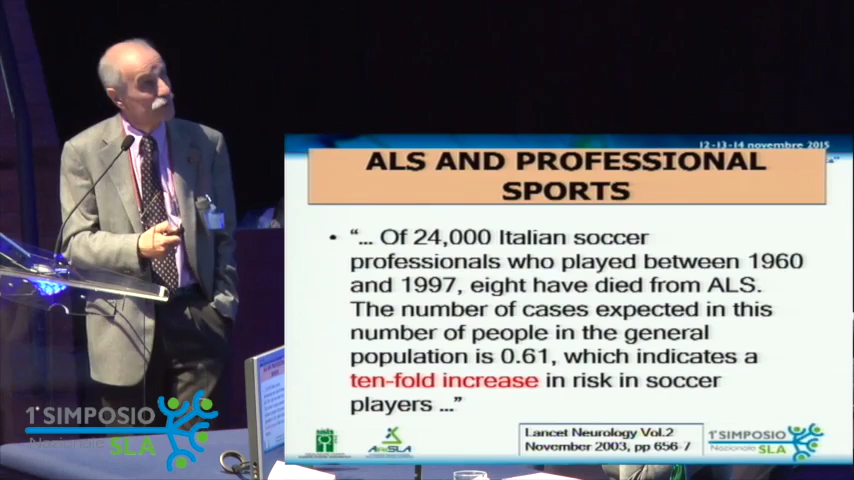 12-13-14 novembre 2015
ALS AND PROFESSIONAL
SPORTS
• “... Of 24,000 Italian soccer
professionals who played between 1960
and 1997, eight have died from ALS.
The number of cases expected in this
number of people in the general
population is 0.61, which indicates a
ten-fold increase in risk in soccer
players ...”
Lancet Neurology Vol.2
November 2003, pp 656-7
1° SIMPOSIO
Nazionale SLA
1° SIMPOSIO
Nazionale SLA